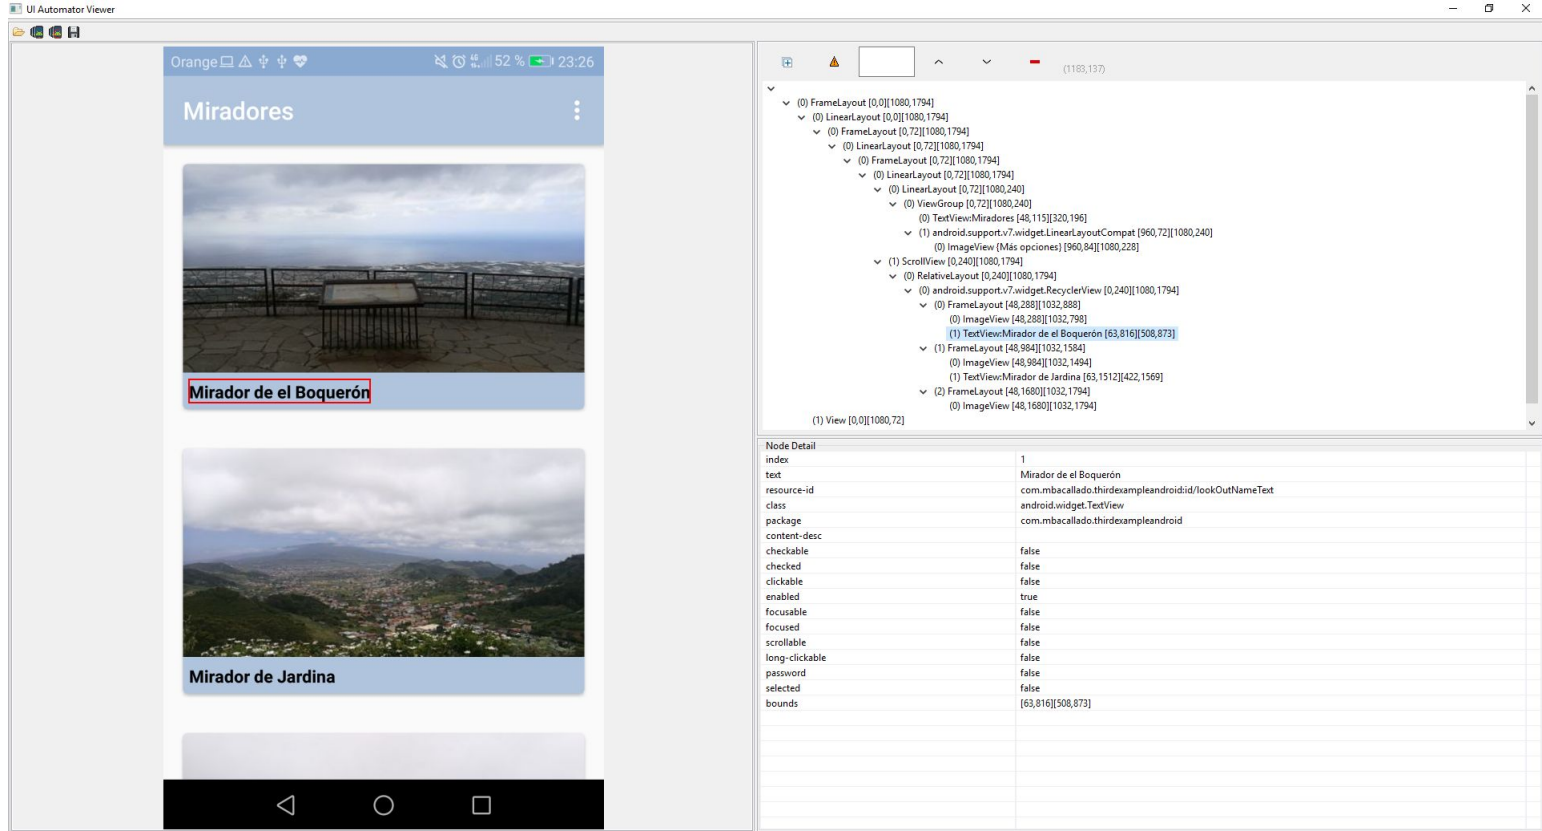 UI Automator Viewer
Orange 52 % 23:26
Miradores
Mirador de el Boquerón
Mirador de Jardina
(1183,137)
(0) FrameLayout [0,0][1080,1794]
(0) LinearLayout [0,0][1080,1794]
(0) FrameLayout [0,72][1080,1794]
(0) LinearLayout [0,72][1080,1794]
(0) FrameLayout [0,72][1080,1794]
(0) LinearLayout [0,72][1080,1794]
(0) LinearLayout [0,72][1080,240]
(0) ViewGroup [0,72][1080,240]
(0) TextView:Miradores [48,115][320,196]
(1) android.support.v7.widget.LinearLayoutCompat [960,72][1080,240]
(0) ImageView {Más opciones} [960,84][1080,228]
(1) ScrollView [0,240][1080,1794]
(0) RelativeLayout [0,240][1080,1794]
(0) android.support.v7.widget.RecyclerView [0,240][1080,1794]
(0) FrameLayout [48,288][1032,888]
(0) ImageView [48,288][1032,798]
(1) TextView:Mirador de el Boquerón [63,816][508,873]
(1) FrameLayout [48,984][1032,1584]
(0) ImageView [48,984][1032,1494]
(1) TextView:Mirador de Jardina [63,1512][422,1569]
(2) FrameLayout [48,1680][1032,1794]
(0) ImageView [48,1680][1032,1794]
(1) View [0,0][1080,72]
Node Detail
index 1
text Mirador de el Boquerón
resource-id com.mbacallado.thirdexampleandroid:id/lookOutNameText
class android.widget.TextView
package com.mbacallado.thirdexampleandroid
content-desc
checkable false
checked false
clickable false
enabled true
focusable false
focused false
scrollable false
long-clickable false
password false
selected false
bounds [63,816][508,873]